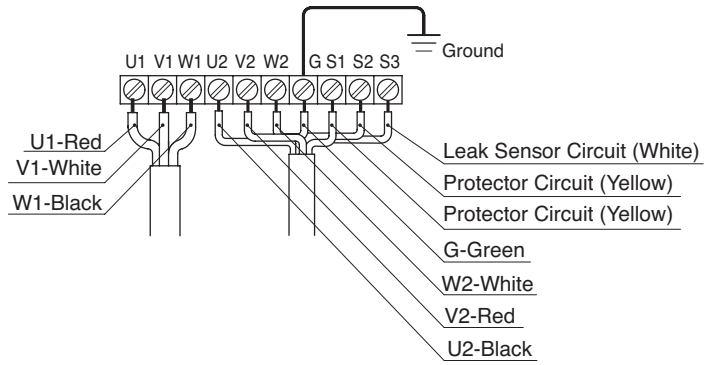 Ground
U1 V1 W1 U2 V2 W2 G S1 S2 S3
U1-Red
V1-White
W1-Black
Leak Sensor Circuit (White)
Protector Circuit (Yellow)
Protector Circuit (Yellow)
G-Green
W2-White
V2-Red
U2-Black